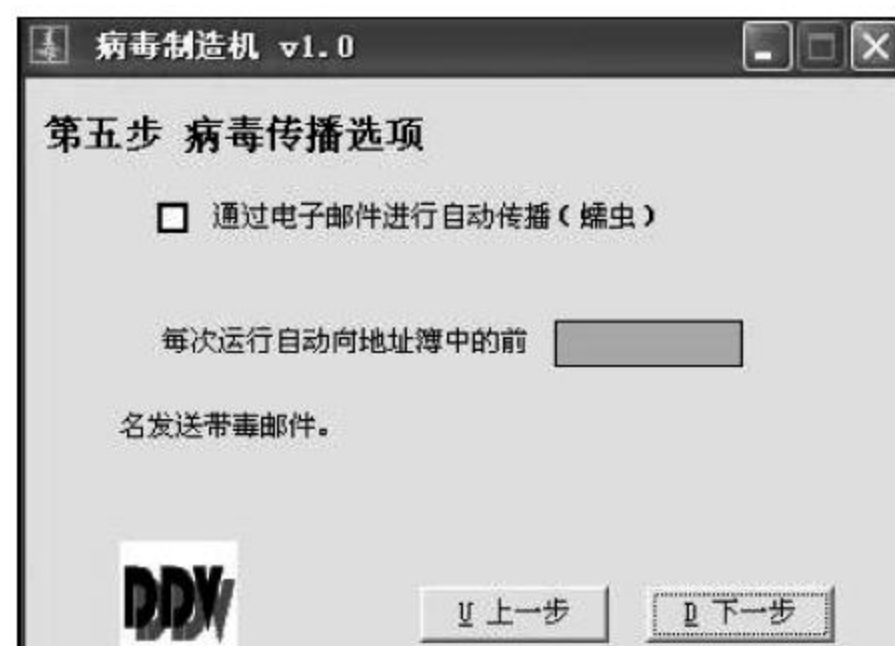 病毒制造机 v1.0
第五步 病毒传播选项
通过电子邮件进行自动传播(蠕虫)
每次运行自动向地址簿中的前
名发送带毒邮件。
DDV
U 上一步
D 下一步